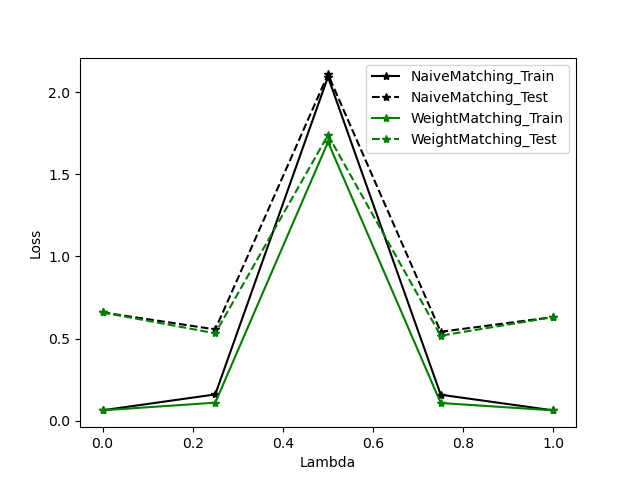 NaiveMatching_Train
NaiveMatching_Test
WeightMatching_Train
WeightMatching_Test
2.0
1.5
1.0
0.5
0.0
Loss
0.0 0.2 0.4 0.6 0.8 1.0
Lambda